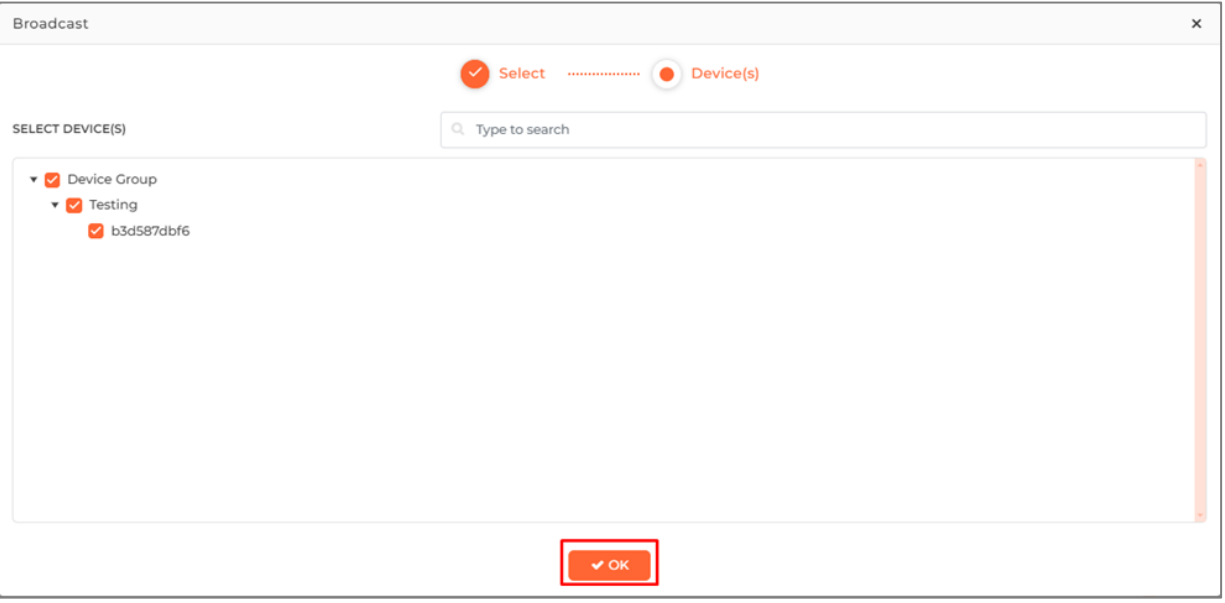 Broadcast
Select
Device(s)
SELECT DEVICE(S)
Type to search
Device Group
Testing
b3d587dbf6
OK